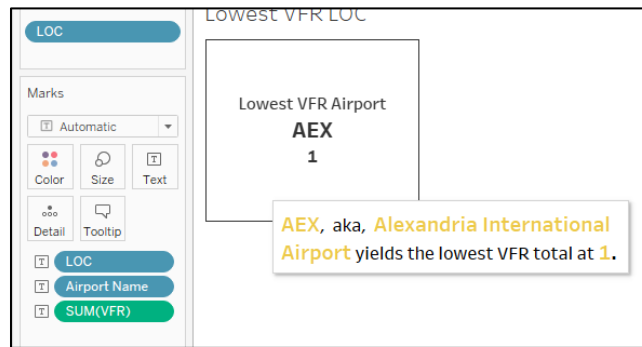 LOC
Lowest VFR LOC
Marks
Automatic
Color
Size
Text
Detail
Tooltip
LOC
Airport Name
SUM(VFR)
Lowest VFR Airport
AEX
1
AEX, aka, Alexandria International
Airport yields the lowest VFR total at 1.